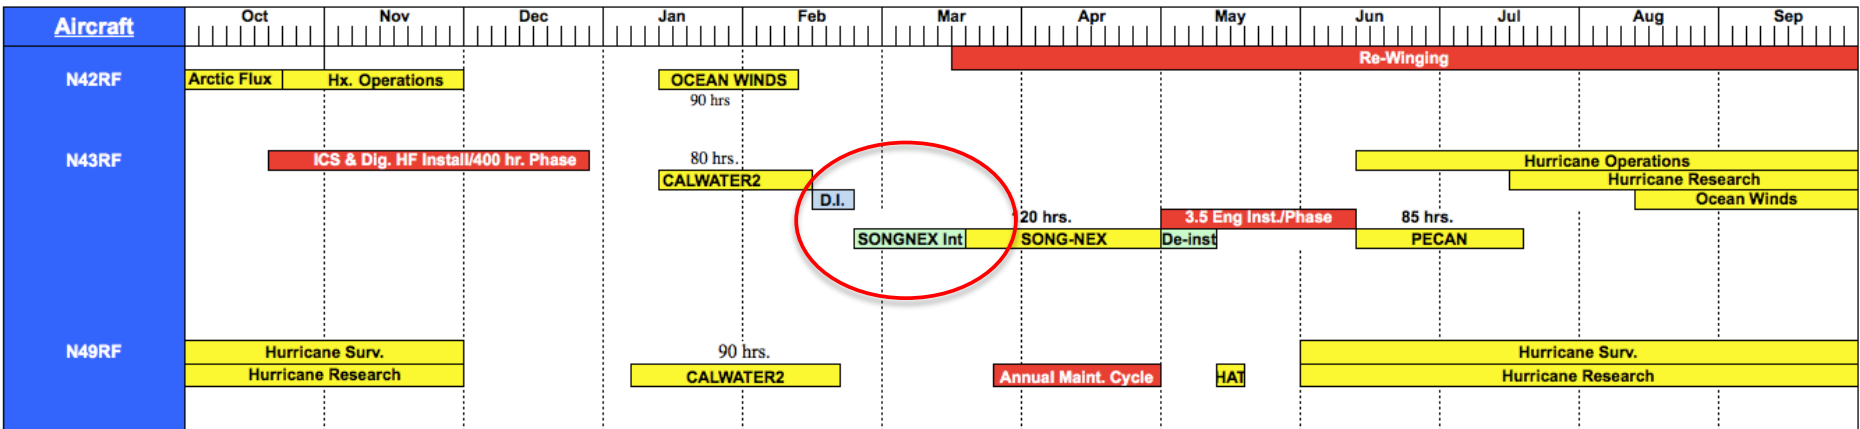 Aircraft Oct Nov Dec Jan Feb Mar Apr May Jun Jul Aug Sep
Re-Winging
N42RF Arctic Flux Hx. Operations OCEAN WINDS
90 hrs
N43RF ICS & Dig. HF Install/400 hr. Phase 80 hrs. Hurricane Operations
CALWATER2 Hurricane Research
D.I. Ocean Winds
20 hrs. 3.5 Eng Inst./Phase 85 hrs.
SONGNEX Int SONG-NEX De-inst PECAN
N49RF Hurricane Surv. 90 hrs. Hurricane Surv.
Hurricane Research CALWATER2 Annual Maint. Cycle HAT Hurricane Research